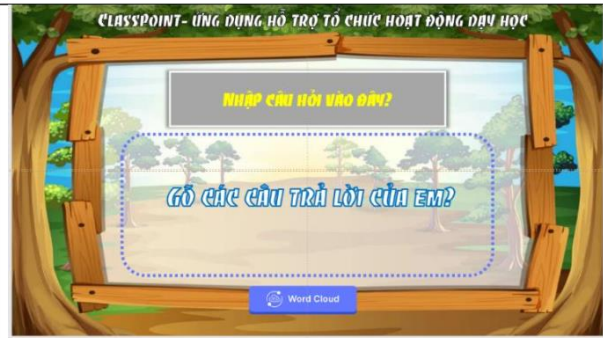 CLASSPOINT- ỨNG DỤNG HỖ TRỢ TỔ CHỨC HOẠT ĐỘNG DẠY HỌC
NHẬP CÂU HỎI VÀO ĐÂY?
GÕ CÁC CÂU TRẢ LỜI CỦA EM?
Word Cloud